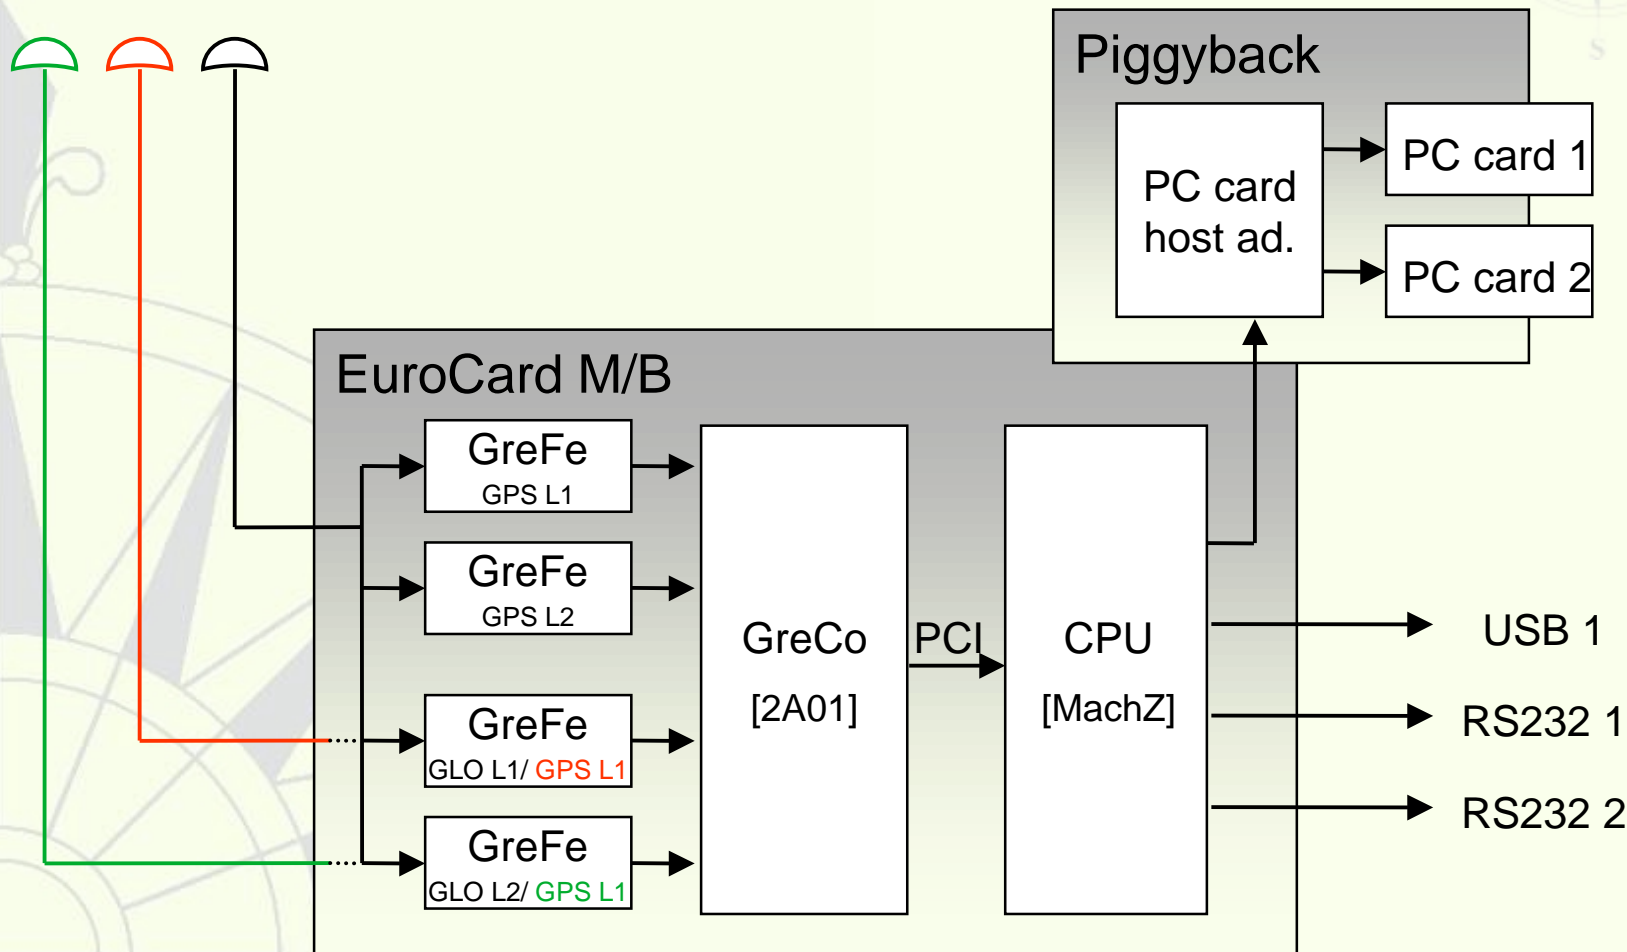 S
Piggyback
PC card
host ad.
PC card 1
PC card 2
EuroCard M/B
GreFe
GPS L1
GreFe
GPS L2
GreFe
GLO L1/ GPS L1
GreFe
GLO L2/ GPS L1
GreCo
[2A01]
PCI
CPU
[MachZ]
USB 1
RS232 1
RS232 2